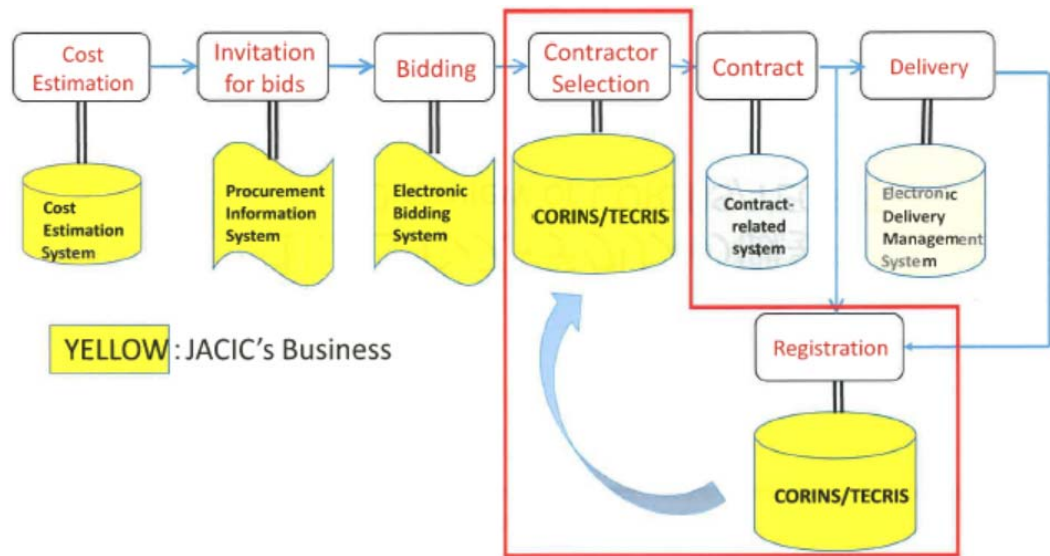 Cost
Estimation
Invitation
for bids
Bidding
Contractor
Selection
Contract
Delivery
Cost
Estimation
System
Procurement
Information
System
Electronic
Bidding
System
CORINS/TECRIS
Contract-
related
system
Electronic
Delivery
Management
System
YELLOW: JACIC's Business
Registration
CORINS/TECRIS